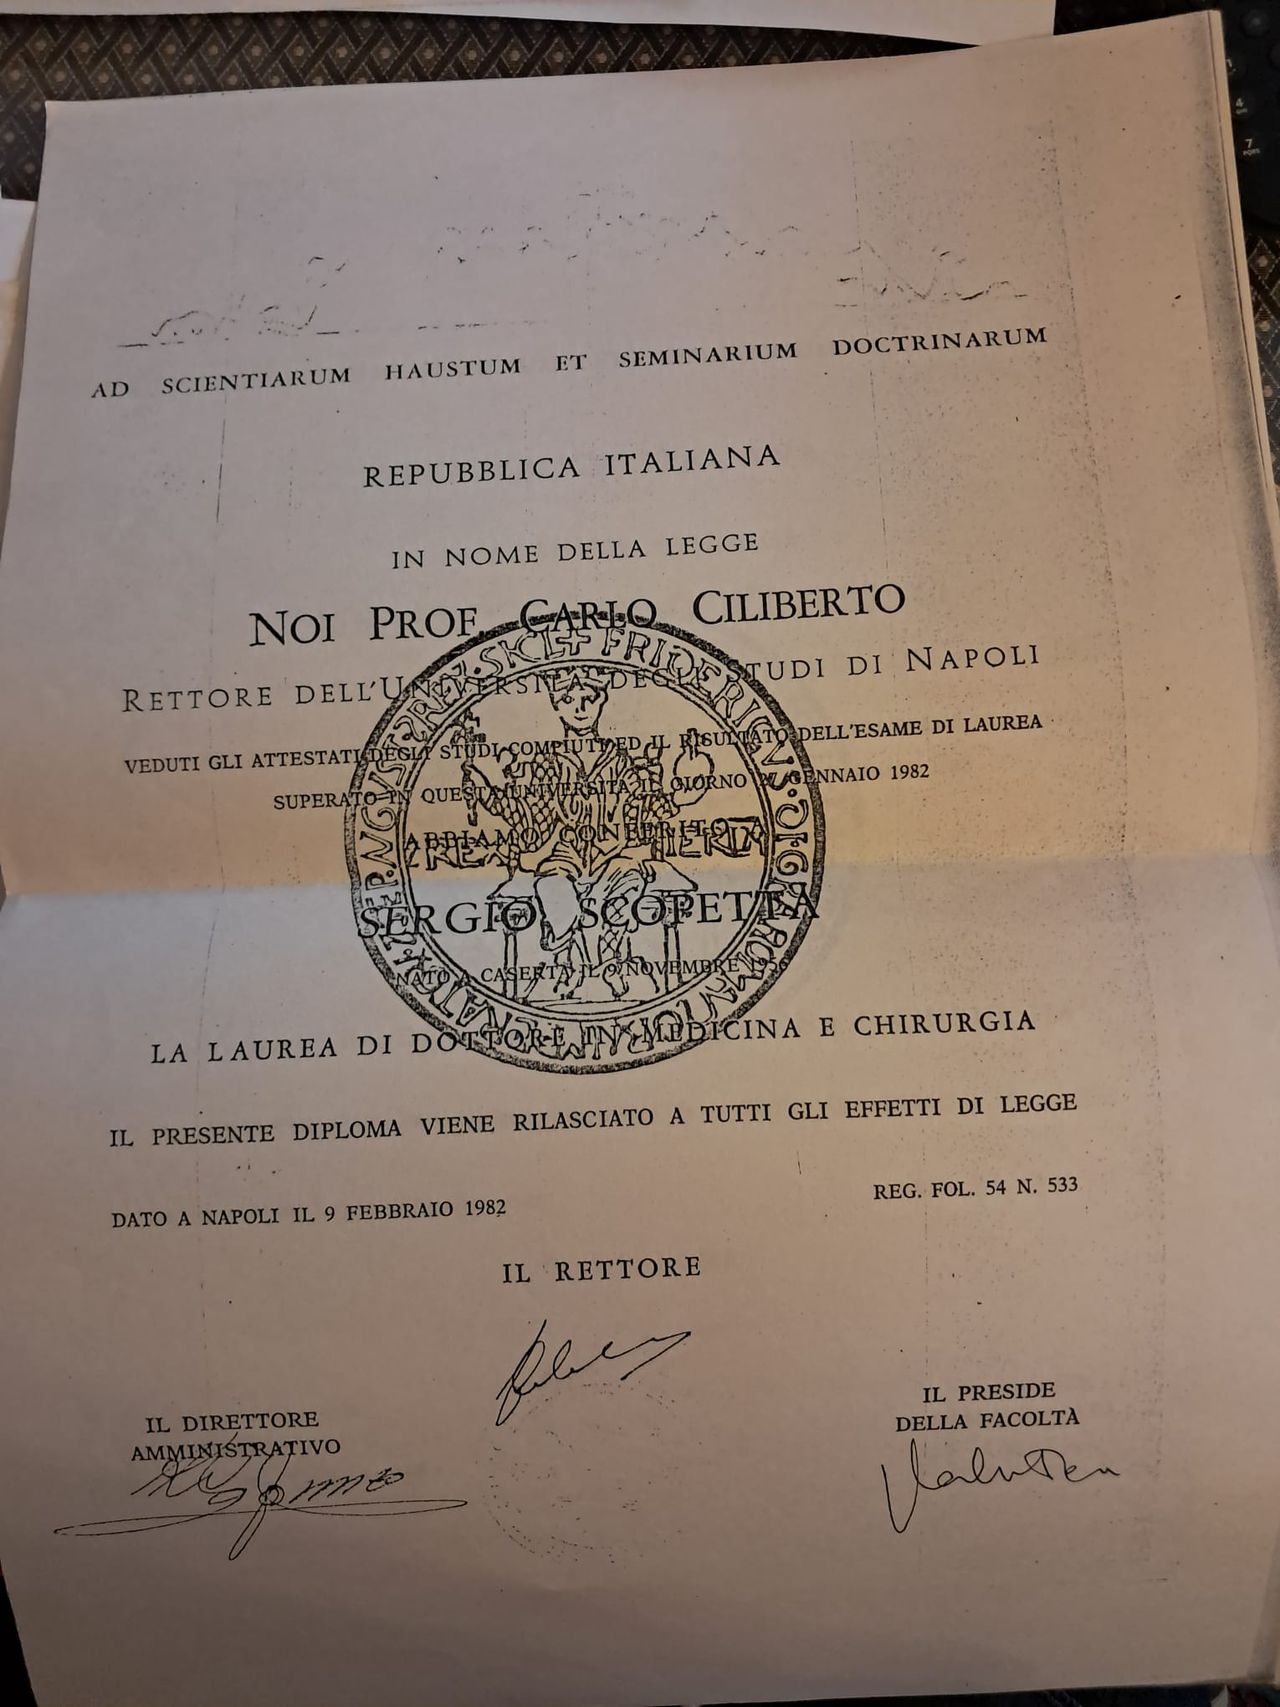 AD SCIENTIARUM HAUSTUM ET SEMINARIUM DOCTRINARUM
REPUBBLICA ITALIANA
IN NOME DELLA LEGGE
NOI PROF. CARLO CILIBERTO
RETTORE DELL'UNIVERSITÀ DEGLI STUDI DI NAPOLI
VEDUTI GLI ATTESTATI DEGLI STUDI COMPIUTI ED IL RISULTATO DELL'ESAME DI LAUREA
SUPERATO IN QUESTA UNIVERSITÀ IL GIORNO 27 GENNAIO 1982
ABBIAMO CONFERITO A
SERGIO SCOPETTA
NATO A CASERTA IL 9 NOVEMBRE 1956
LA LAUREA DI DOTTORE IN MEDICINA E CHIRURGIA
IL PRESENTE DIPLOMA VIENE RILASCIATO A TUTTI GLI EFFETTI DI LEGGE
DATO A NAPOLI IL 9 FEBBRAIO 1982
REG. FOL. 54 N. 533
IL RETTORE
IL DIRETTORE
AMMINISTRATIVO
IL PRESIDE
DELLA FACOLTÀ